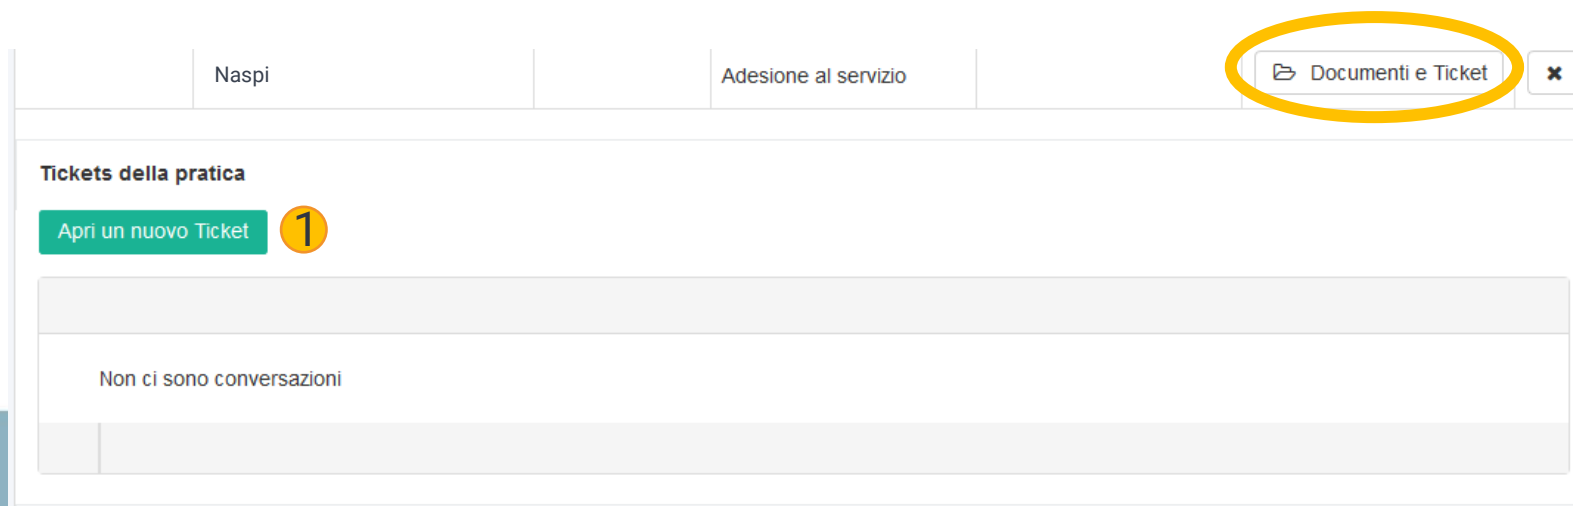 Naspi Adesione al servizio Documenti e Ticket
Tickets della pratica
Apri un nuovo Ticket 1
Non ci sono conversazioni